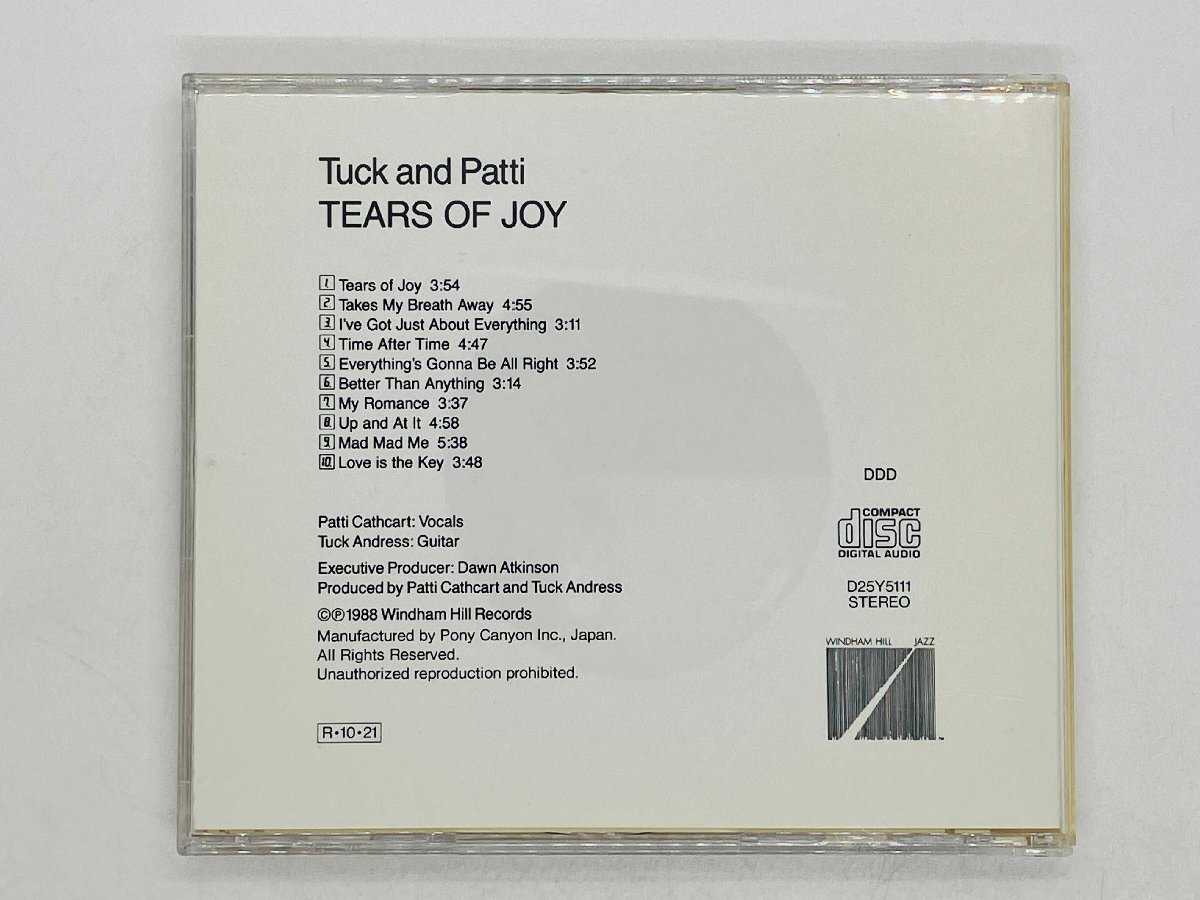 Tuck and Patti
TEARS OF JOY
1 Tears of Joy 3:54
2 Takes My Breath Away 4:55
3 I've Got Just About Everything 3:11
4 Time After Time 4:47
5 Everything's Gonna Be All Right 3:52
6 Better Than Anything 3:14
7 My Romance 3:37
8 Up and At It 4:58
9 Mad Mad Me 5:38
10 Love is the Key 3:48
Patti Cathcart: Vocals
Tuck Andress: Guitar
Executive Producer: Dawn Atkinson
Produced by Patti Cathcart and Tuck Andress
©℗1988 Windham Hill Records
Manufactured by Pony Canyon Inc., Japan.
All Rights Reserved.
Unauthorized reproduction prohibited.
R•10•21
DDD
COMPACT
disc
DIGITAL AUDIO
D25Y5111
STEREO
WINDHAM HILL JAZZ